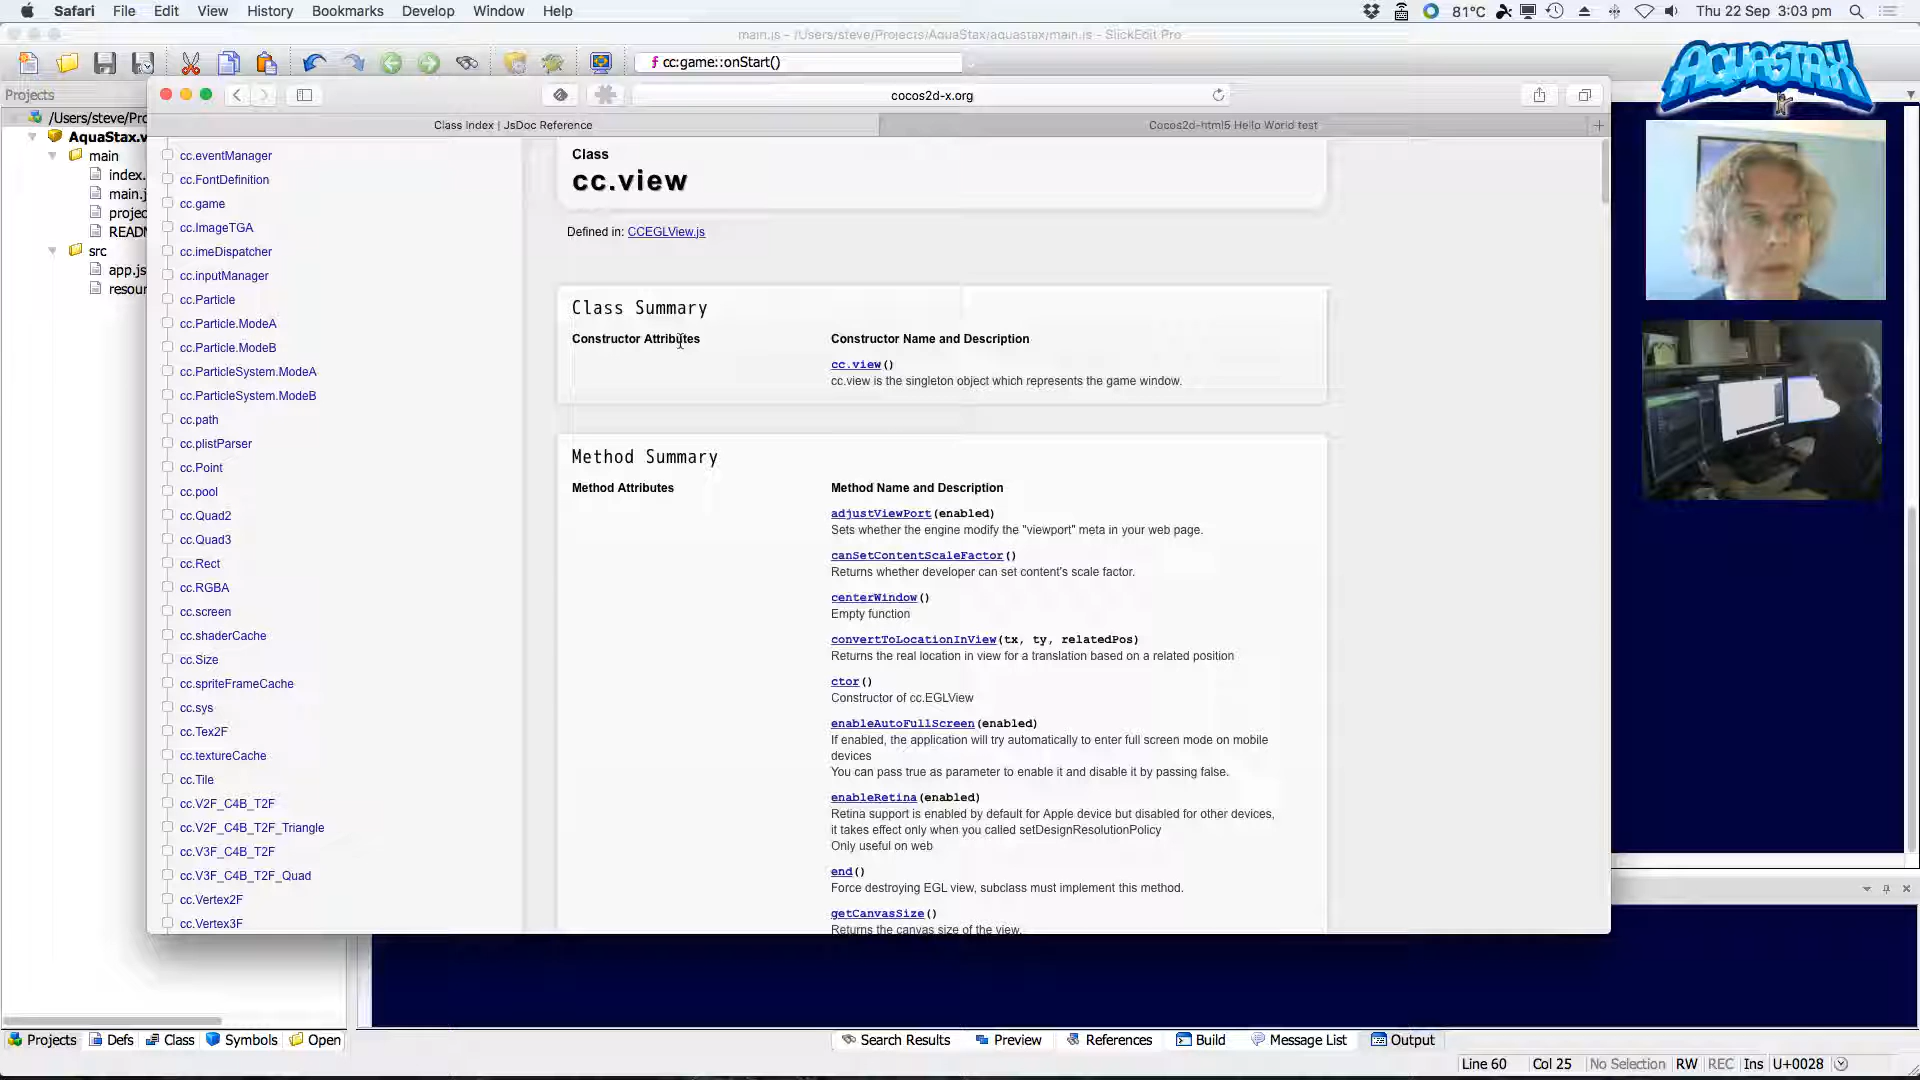 Safari File Edit View History Bookmarks Develop Window Help
81°C Thu 22 Sep 3:03 pm
main.js - /Users/steve/Projects/AquaStax/aquastax/main.js - SlickEdit Pro
cc:game::onStart()
AQUASTAX
Projects
cocos2d-x.org
/Users/steve/Pro
Class Index | JsDoc Reference
Cocos2d-html5 Hello World test
AquaStax.v
main
index.
main.j
projec
READ
src
app.js
resour
cc.eventManager
cc.FontDefinition
cc.game
cc.ImageTGA
cc.imeDispatcher
cc.inputManager
cc.Particle
cc.Particle.ModeA
cc.Particle.ModeB
cc.ParticleSystem.ModeA
cc.ParticleSystem.ModeB
cc.path
cc.plistParser
cc.Point
cc.pool
cc.Quad2
cc.Quad3
cc.Rect
cc.RGBA
cc.screen
cc.shaderCache
cc.Size
cc.spriteFrameCache
cc.sys
cc.Tex2F
cc.textureCache
cc.Tile
cc.V2F_C4B_T2F
cc.V2F_C4B_T2F_Triangle
cc.V3F_C4B_T2F
cc.V3F_C4B_T2F_Quad
cc.Vertex2F
cc.Vertex3F
Class
cc.view
Defined in: CCEGLView.js
Class Summary
Constructor Attributes
Constructor Name and Description
cc.view()
cc.view is the singleton object which represents the game window.
Method Summary
Method Attributes
Method Name and Description
adjustViewPort(enabled)
Sets whether the engine modify the "viewport" meta in your web page.
canSetContentScaleFactor()
Returns whether developer can set content's scale factor.
centerWindow()
Empty function
convertToLocationInView(tx, ty, relatedPos)
Returns the real location in view for a translation based on a related position
ctor()
Constructor of cc.EGLView
enableAutoFullScreen(enabled)
If enabled, the application will try automatically to enter full screen mode on mobile
devices
You can pass true as parameter to enable it and disable it by passing false.
enableRetina(enabled)
Retina support is enabled by default for Apple device but disabled for other devices,
it takes effect only when you called setDesignResolutionPolicy
Only useful on web
end()
Force destroying EGL view, subclass must implement this method.
getCanvasSize()
Returns the canvas size of the view.
Projects Defs Class Symbols Open
Search Results Preview References Build Message List Output
Line 60 Col 25 No Selection RW REC Ins U+0028